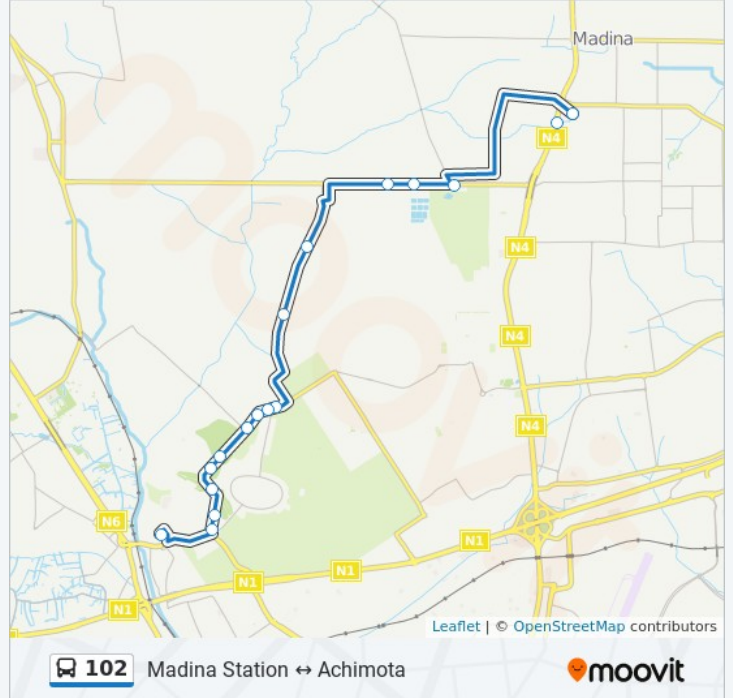 Madina
N4
N4
N4
N4
N6
N1
N1
N1
N1
Leaflet | © OpenStreetMap contributors
102 Madina Station ↔ Achimota
moovit